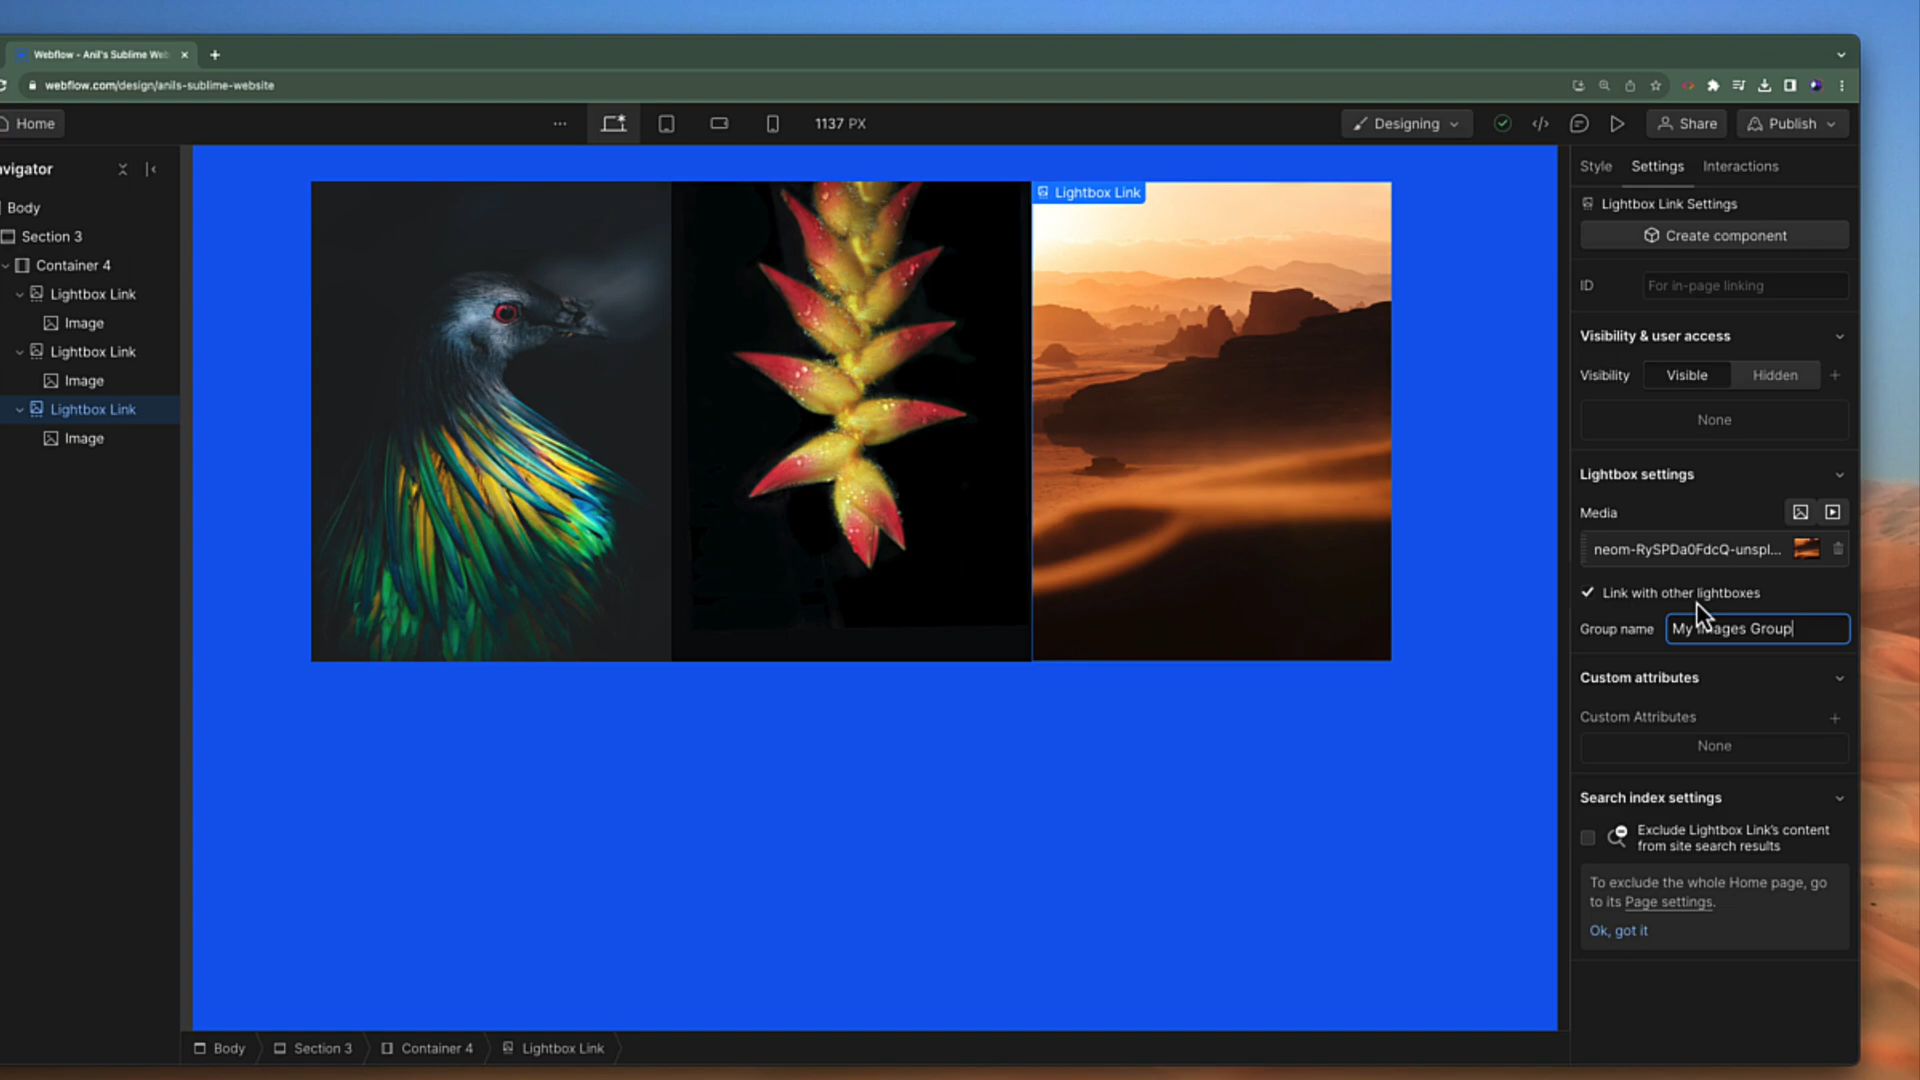 Webflow - Anil's Sublime Web
webflow.com/design/anils-sublime-website
Home
1137 PX
Designing
Share
Publish
avigator
Body
Section 3
Container 4
Lightbox Link
Image
Lightbox Link
Image
Lightbox Link
Image
Lightbox Link
Style Settings Interactions
Lightbox Link Settings
Create component
ID For in-page linking
Visibility & user access
Visibility Visible Hidden
None
Lightbox settings
Media
neom-RySPDa0FdcQ-unspl...
Link with other lightboxes
Group name My Images Group
Custom attributes
Custom Attributes
None
Search index settings
Exclude Lightbox Link's content
from site search results
To exclude the whole Home page, go
to its Page settings.
Ok, got it
Body Section 3 Container 4 Lightbox Link